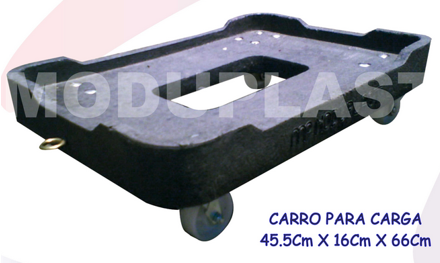 MODUPLAST
CARRO PARA CARGA
45.5Cm X 16Cm X 66Cm